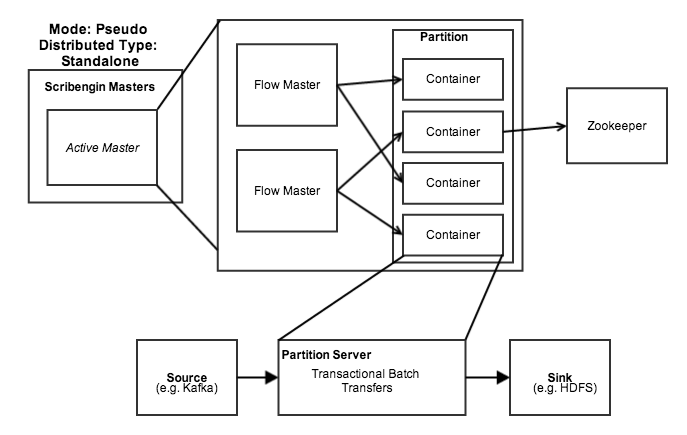 Mode: Pseudo
Distributed Type:
Standalone
Scribengin Masters
Active Master
Flow Master
Flow Master
Partition
Container
Container
Container
Container
Zookeeper
Source
(e.g. Kafka)
Partition Server
Transactional Batch
Transfers
Sink
(e.g. HDFS)